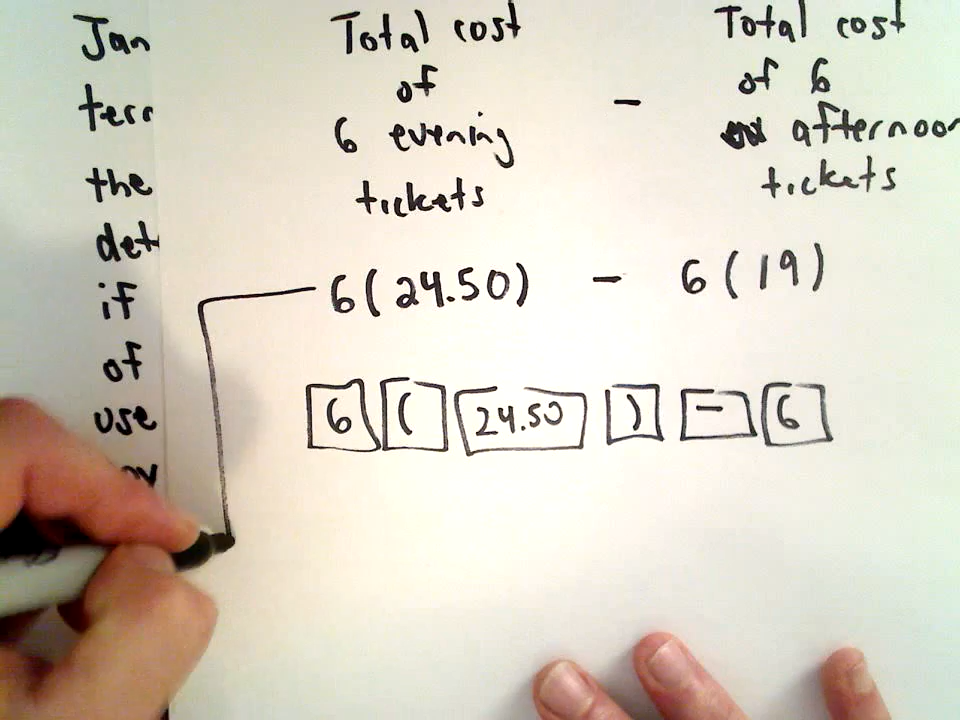 Jan
terr
the
det
if
of
use
Total cost
of
6 evening
tickets
-
Total cost
of 6
afternoon
tickets
6(24.50) - 6(19)
6 ( 24.50 ) - 6